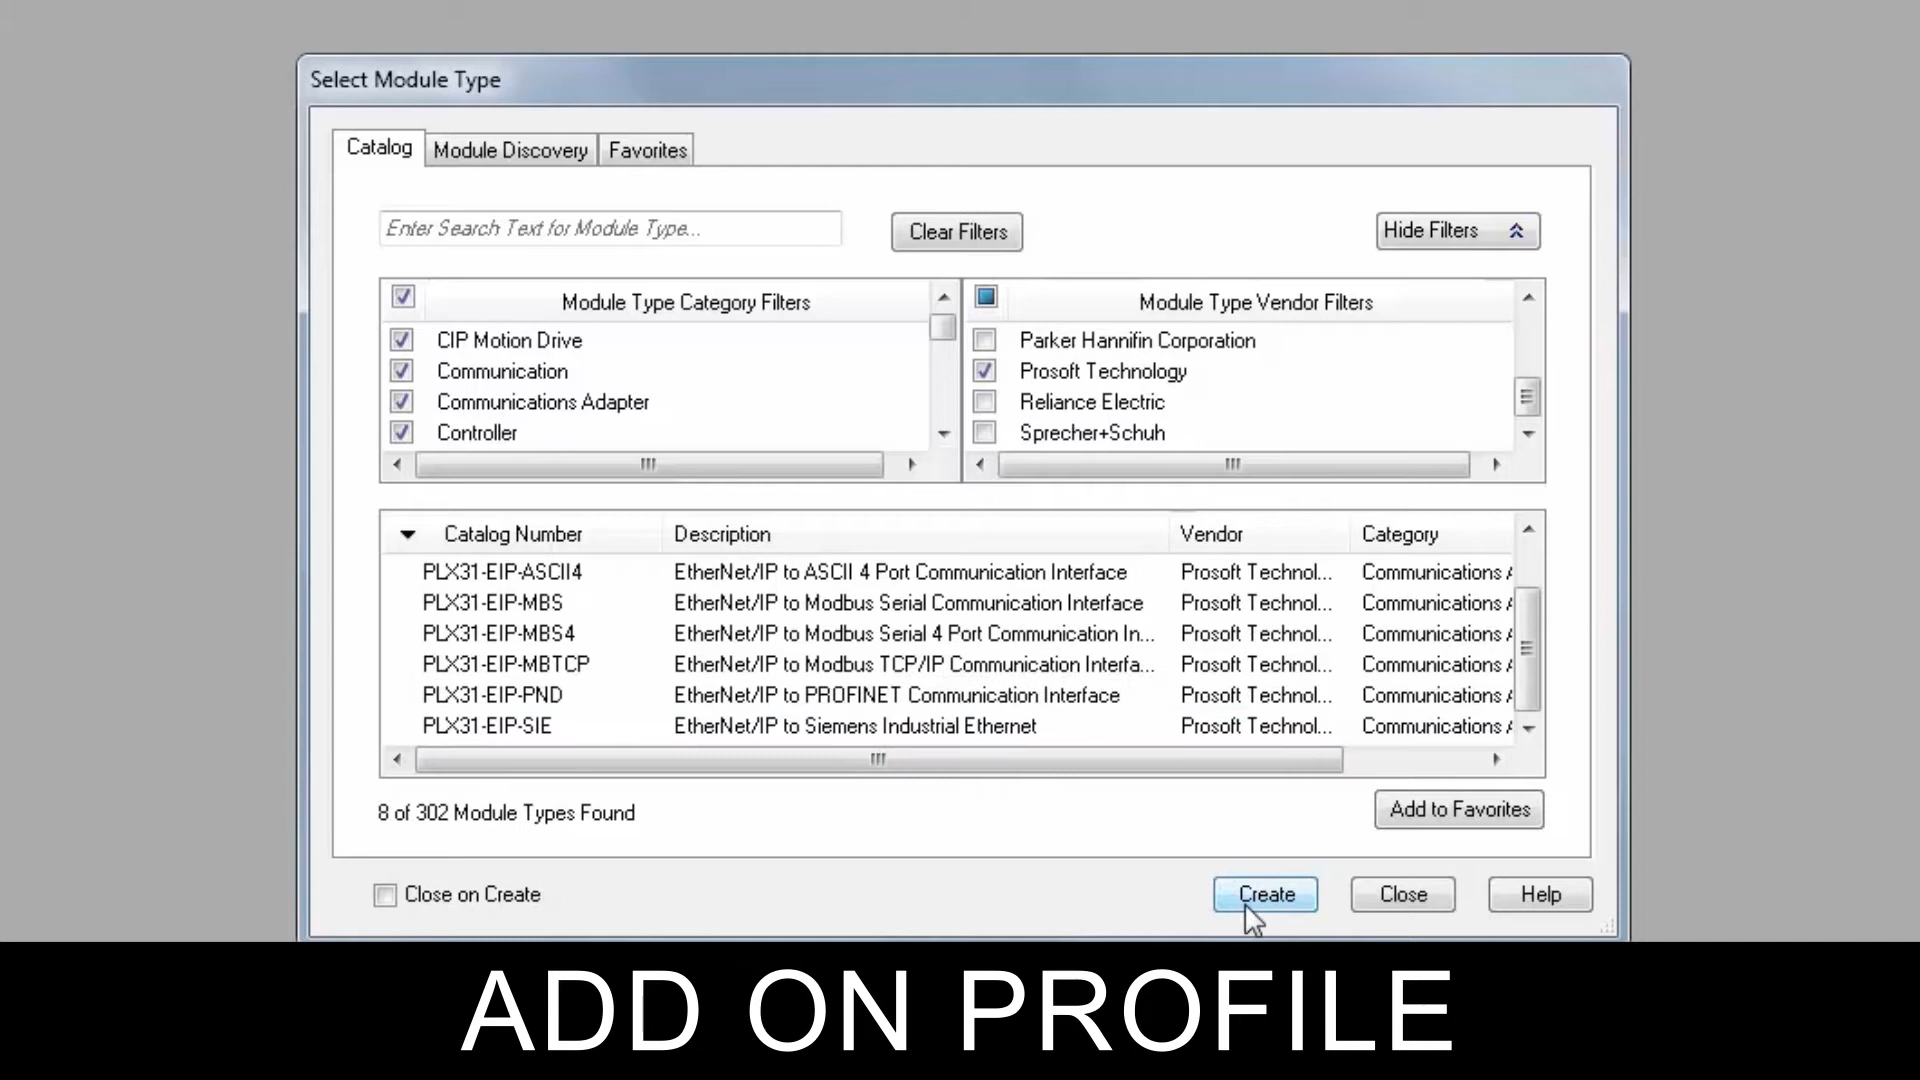 Select Module Type
Catalog
Module Discovery
Favorites
Enter Search Text for Module Type...
Clear Filters
Hide Filters
Module Type Category Filters
Module Type Vendor Filters
CIP Motion Drive
Parker Hannifin Corporation
Communication
Prosoft Technology
Communications Adapter
Reliance Electric
Controller
Sprecher+Schuh
Catalog Number Description Vendor Category
PLX31-EIP-ASCII4 EtherNet/IP to ASCII 4 Port Communication Interface Prosoft Technol... Communications A
PLX31-EIP-MBS EtherNet/IP to Modbus Serial Communication Interface Prosoft Technol... Communications A
PLX31-EIP-MBS4 EtherNet/IP to Modbus Serial 4 Port Communication In... Prosoft Technol... Communications A
PLX31-EIP-MBTCP EtherNet/IP to Modbus TCP/IP Communication Interfa... Prosoft Technol... Communications A
PLX31-EIP-PND EtherNet/IP to PROFINET Communication Interface Prosoft Technol... Communications A
PLX31-EIP-SIE EtherNet/IP to Siemens Industrial Ethernet Prosoft Technol... Communications A
8 of 302 Module Types Found
Add to Favorites
Close on Create
Create
Close
Help
ADD ON PROFILE